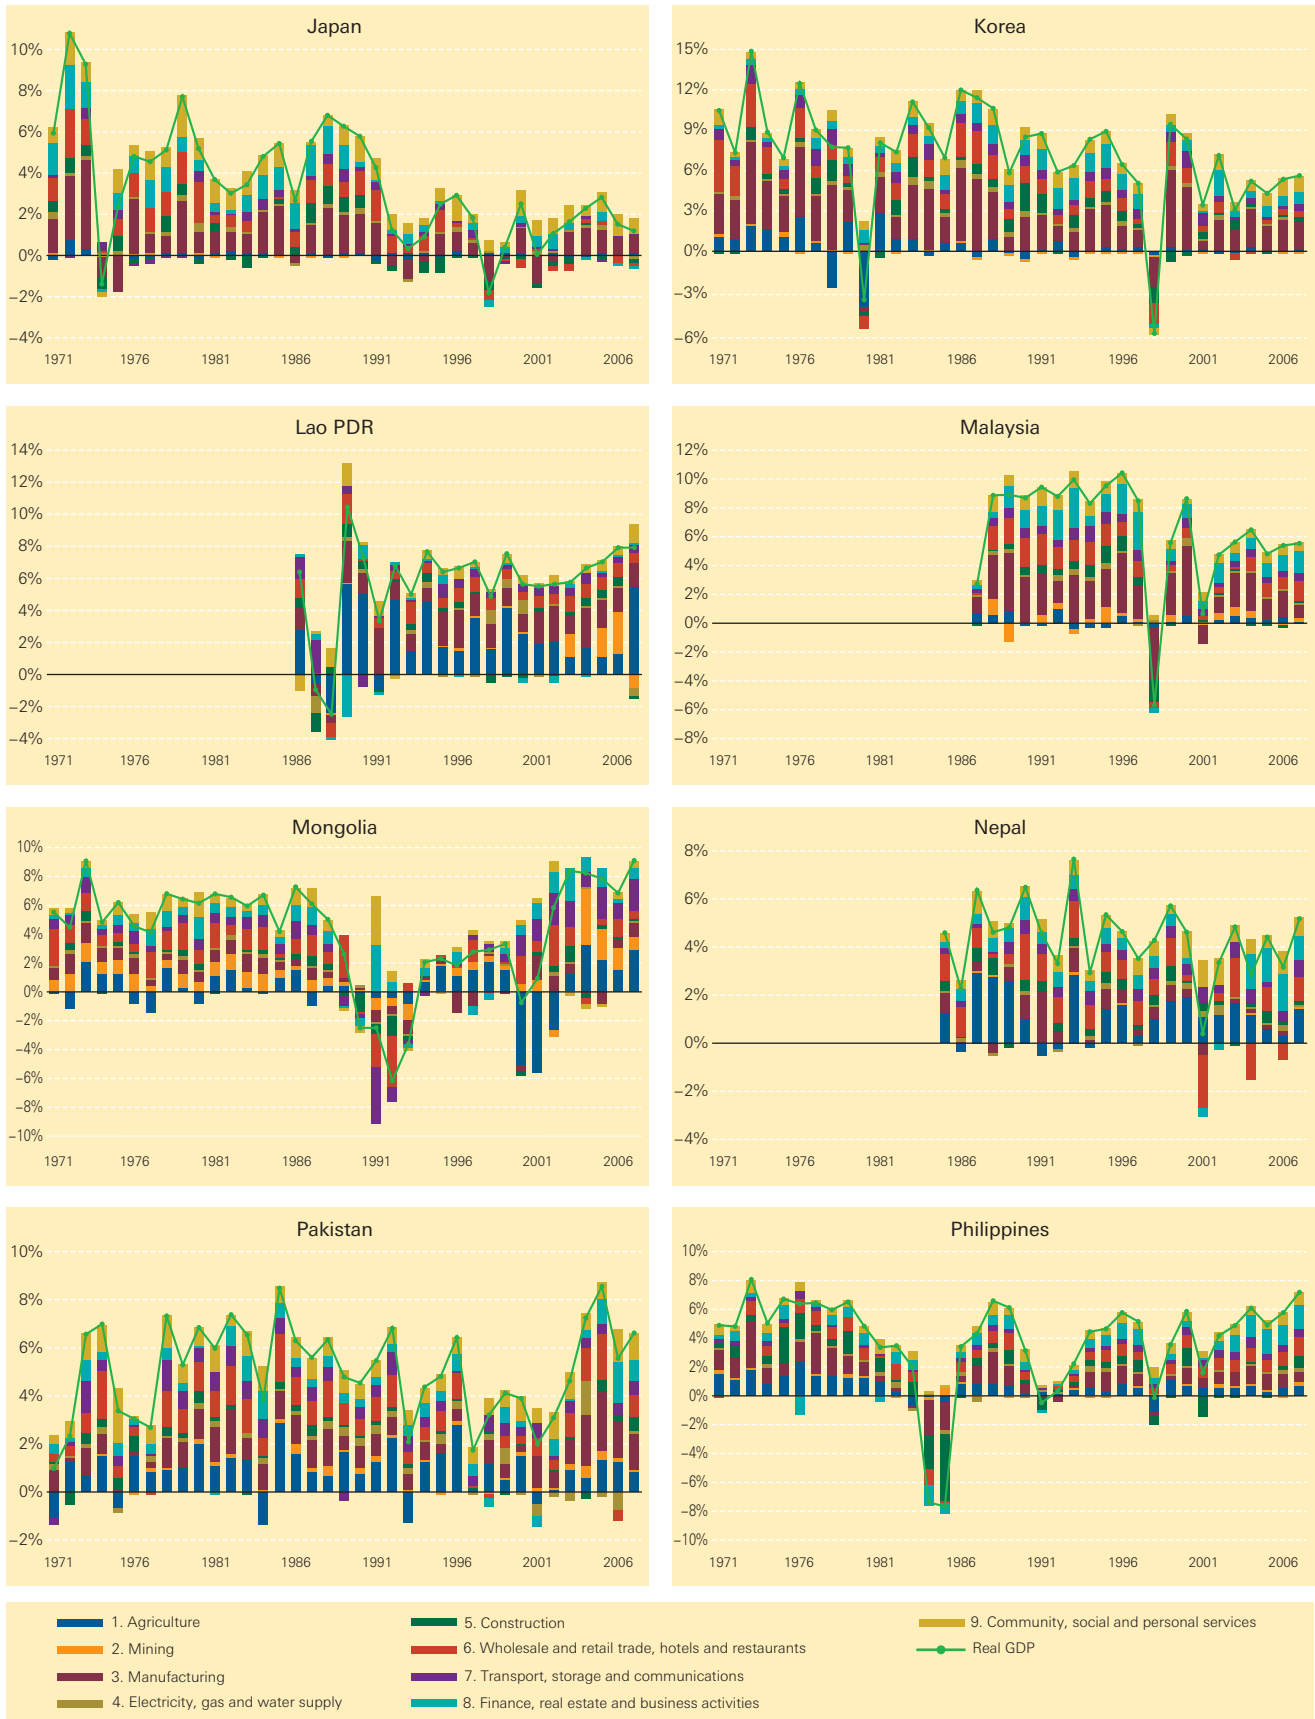 Japan
10%
8%
6%
4%
2%
0%
–2%
–4%
1971 1976 1981 1986 1991 1996 2001 2006
Korea
15%
12%
9%
6%
3%
0%
–3%
–6%
1971 1976 1981 1986 1991 1996 2001 2006
Lao PDR
14%
12%
10%
8%
6%
4%
2%
0%
–2%
–4%
1971 1976 1981 1986 1991 1996 2001 2006
Malaysia
12%
10%
8%
6%
4%
2%
0%
–2%
–4%
–6%
–8%
1971 1976 1981 1986 1991 1996 2001 2006
Mongolia
10%
8%
6%
4%
2%
0%
–2%
–4%
–6%
–8%
–10%
1971 1976 1981 1986 1991 1996 2001 2006
Nepal
8%
6%
4%
2%
0%
–2%
–4%
1971 1976 1981 1986 1991 1996 2001 2006
Pakistan
10%
8%
6%
4%
2%
0%
–2%
1971 1976 1981 1986 1991 1996 2001 2006
Philippines
10%
8%
6%
4%
2%
0%
–2%
–4%
–6%
–8%
–10%
1971 1976 1981 1986 1991 1996 2001 2006
1. Agriculture
2. Mining
3. Manufacturing
4. Electricity, gas and water supply
5. Construction
6. Wholesale and retail trade, hotels and restaurants
7. Transport, storage and communications
8. Finance, real estate and business activities
9. Community, social and personal services
Real GDP